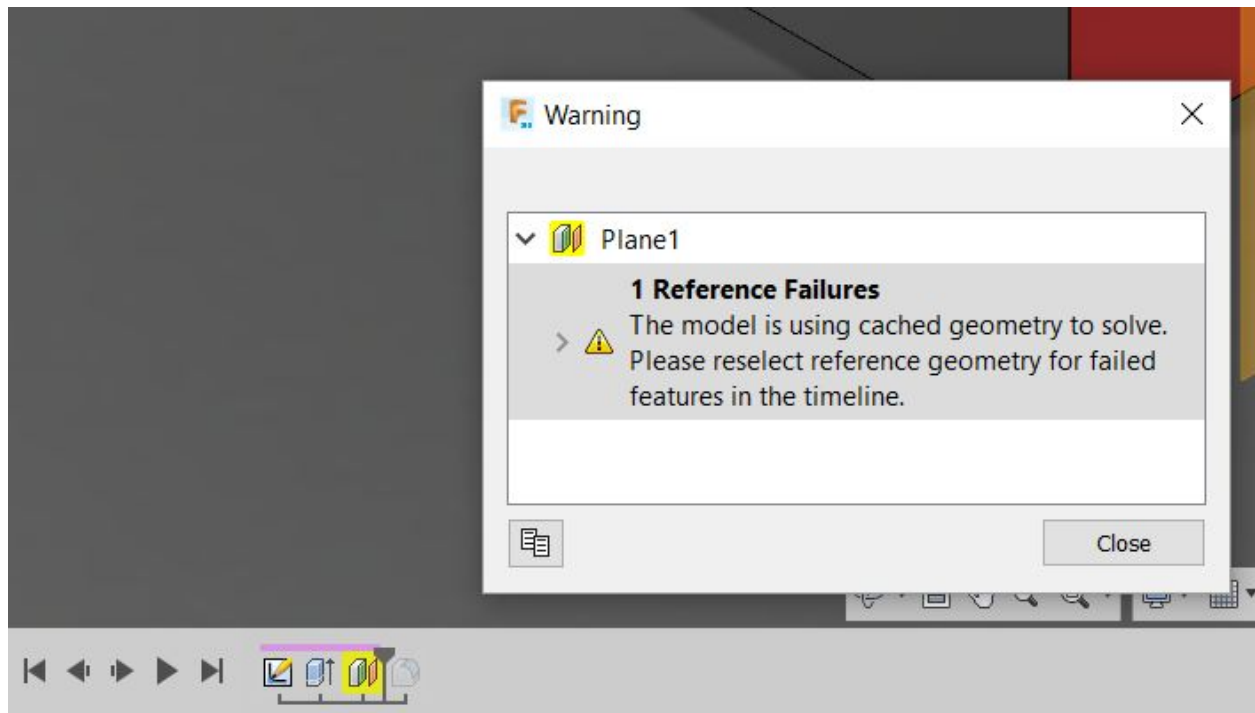 Warning
Plane1
1 Reference Failures
The model is using cached geometry to solve.
Please reselect reference geometry for failed
features in the timeline.
Close